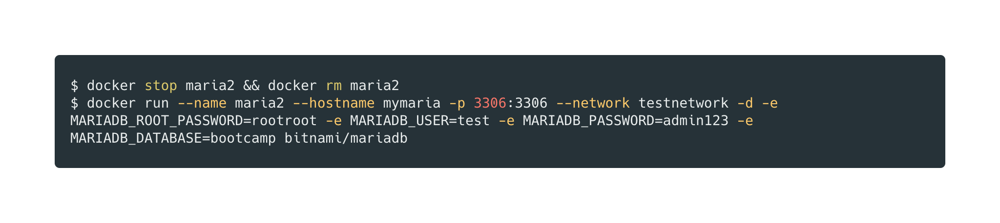 $ docker stop maria2 && docker rm maria2
$ docker run --name maria2 --hostname mymaria -p 3306:3306 --network testnetwork -d -e
MARIADB_ROOT_PASSWORD=rootroot -e MARIADB_USER=test -e MARIADB_PASSWORD=admin123 -e
MARIADB_DATABASE=bootcamp bitnami/mariadb